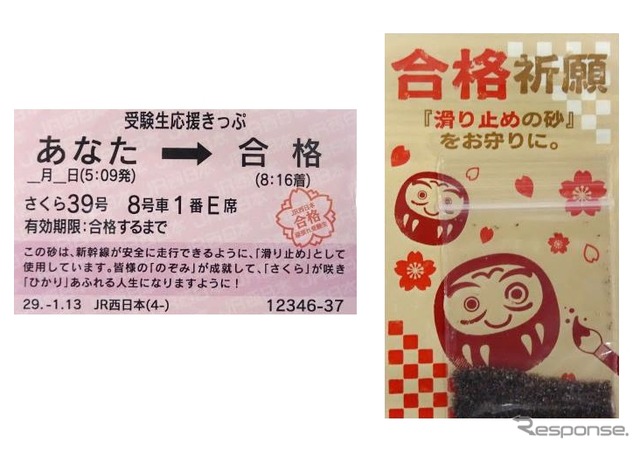 受験生応援きっぷ
あなた ➡ 合格
__月__日(5:09発) (8:16着)
さくら39号 8号車1番E席
有効期限:合格するまで
JR西日本
合格
この砂は、新幹線が安全に走行できるように、「滑り止め」として
使用しています。皆様の「のぞみ」が成就して、「さくら」が咲き
「ひかり」あふれる人生になりますように!
29.-1.13 JR西日本(4-) 12346-37
合格祈願
『滑り止めの砂』
をお守りに。
Response.